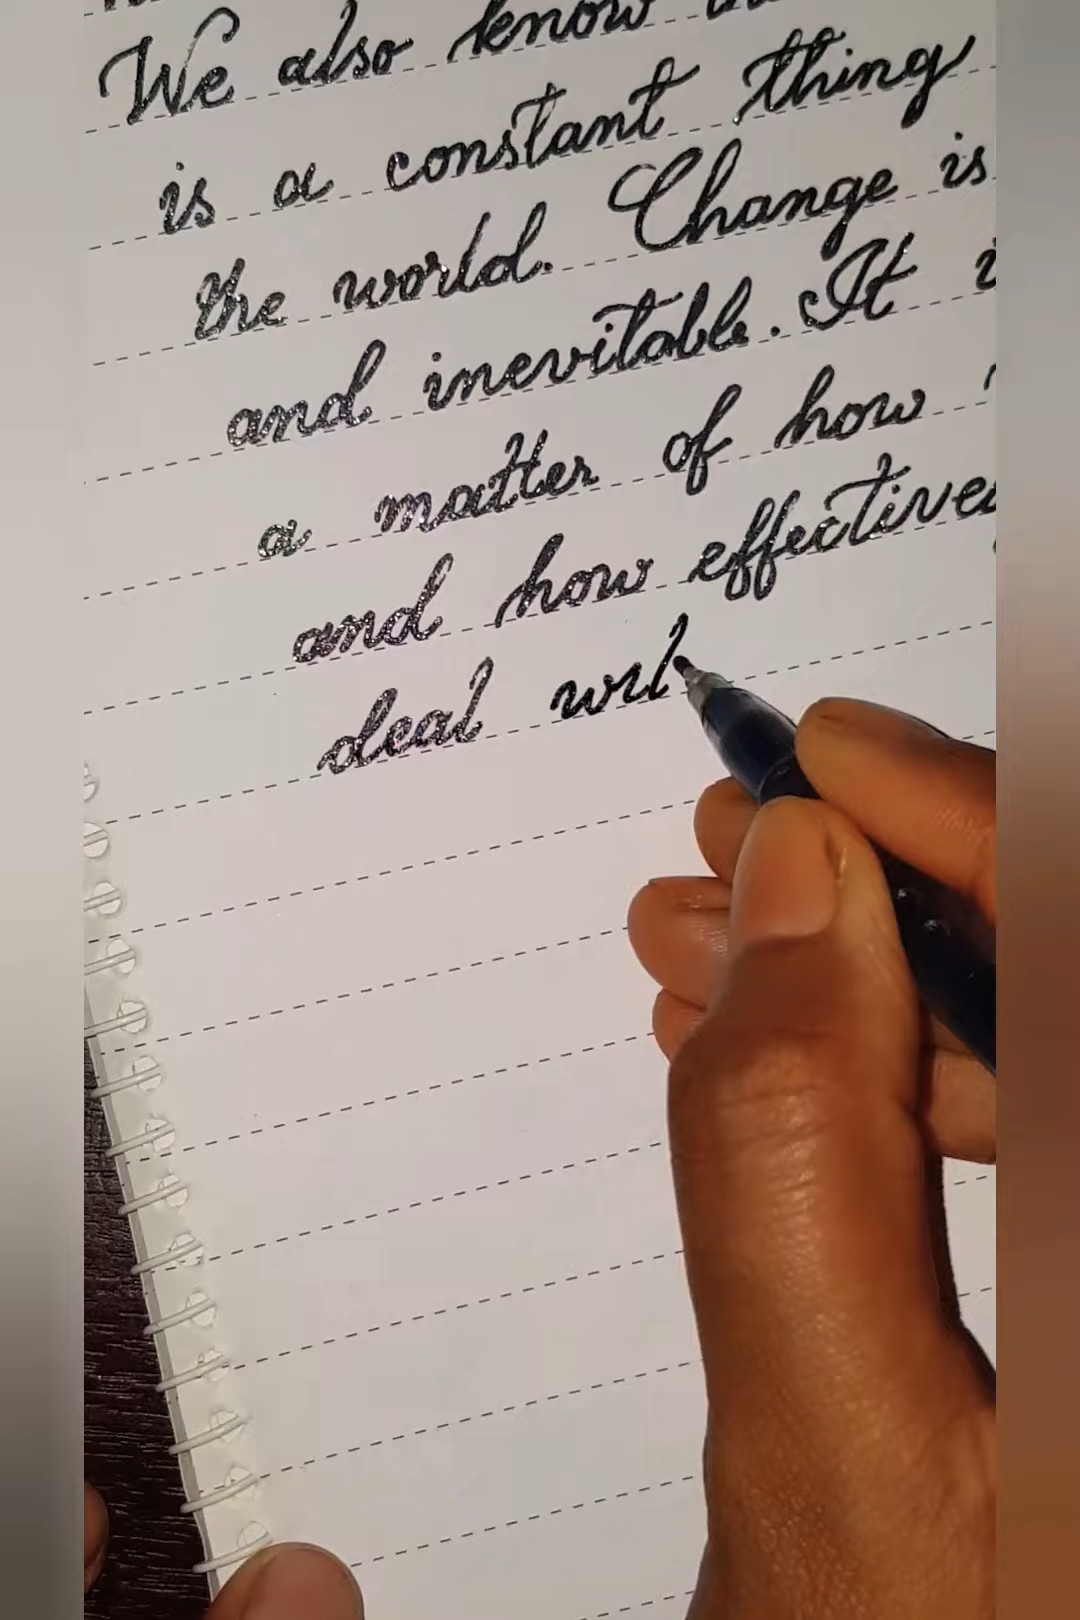 We also know
is a constant thing
the world. Change is
and inevitable. It
a matter of how
and how effective
deal wit